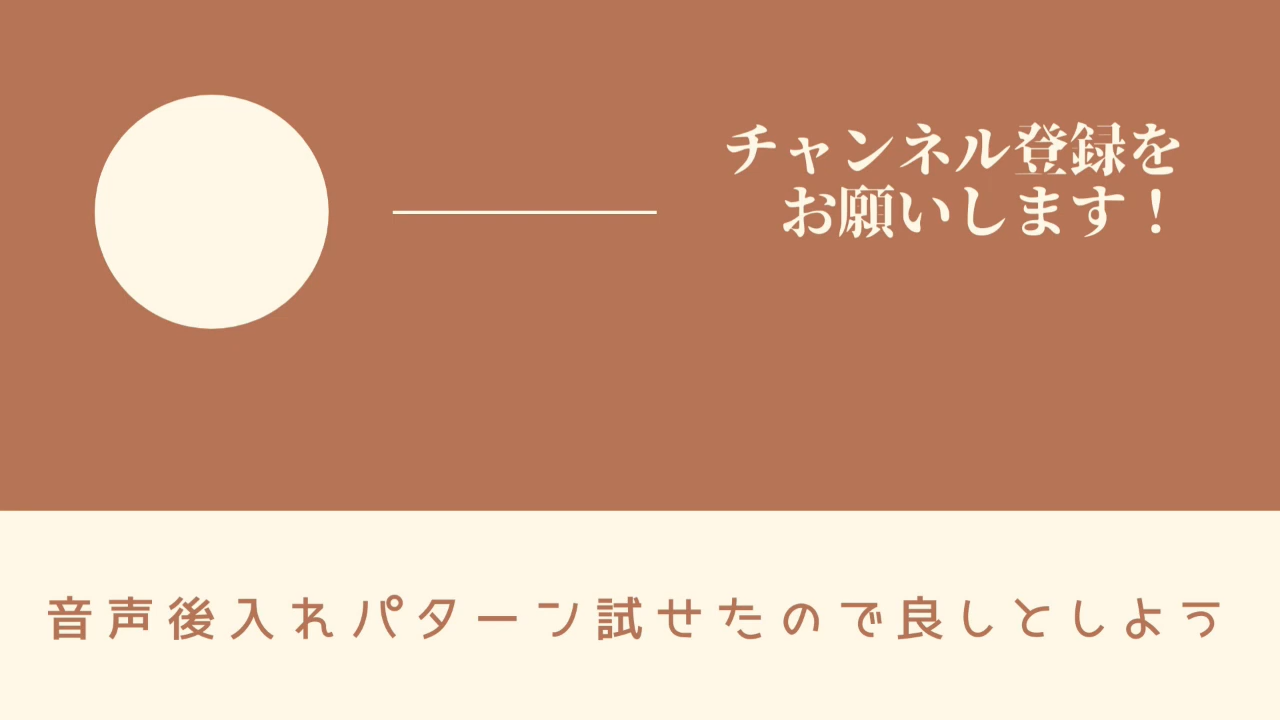 チャンネル登録を
お願いします！
音声後入れパターン試せたので良しとしよう